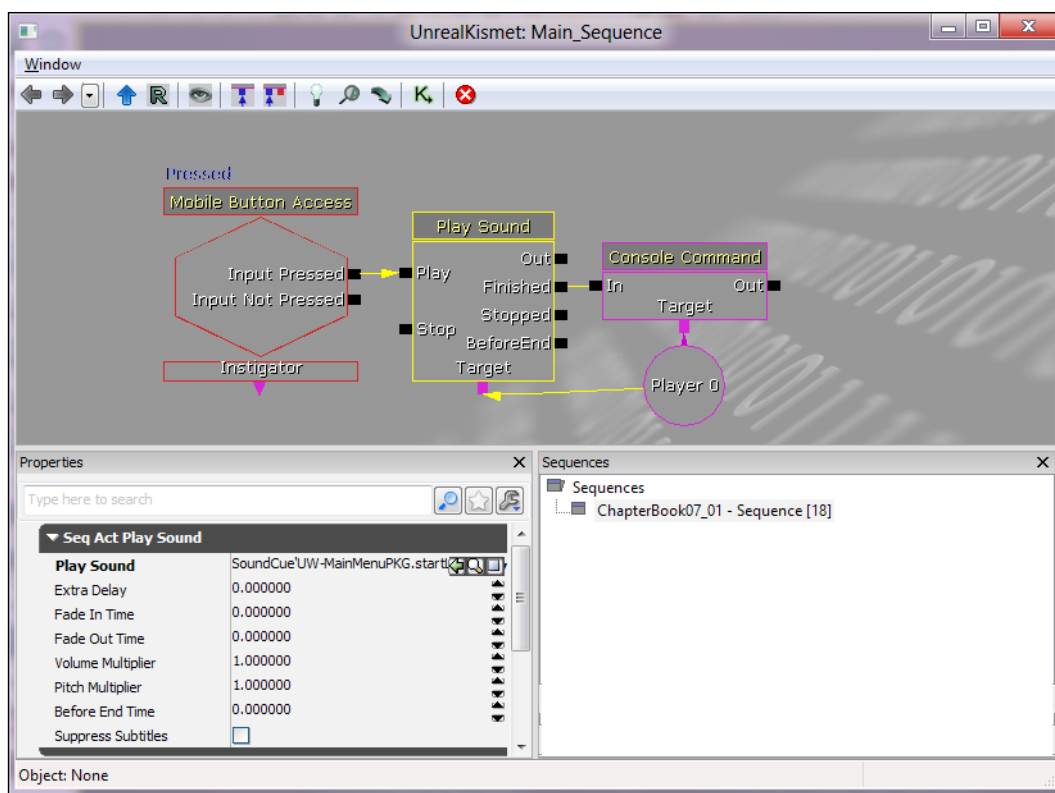 UnrealKismet: Main_Sequence
Window
Pressed
Mobile Button Access
Input Pressed
Input Not Pressed
Instigator
Play Sound
Play
Stop
Out
Finished
Stopped
BeforeEnd
Target
Console Command
In
Out
Target
Player 0
Properties
Type here to search
Seq Act Play Sound
Play Sound SoundCue'UW-MainMenuPKG.start
Extra Delay 0.000000
Fade In Time 0.000000
Fade Out Time 0.000000
Volume Multiplier 1.000000
Pitch Multiplier 1.000000
Before End Time 0.000000
Suppress Subtitles
Sequences
Sequences
ChapterBook07_01 - Sequence [18]
Object: None